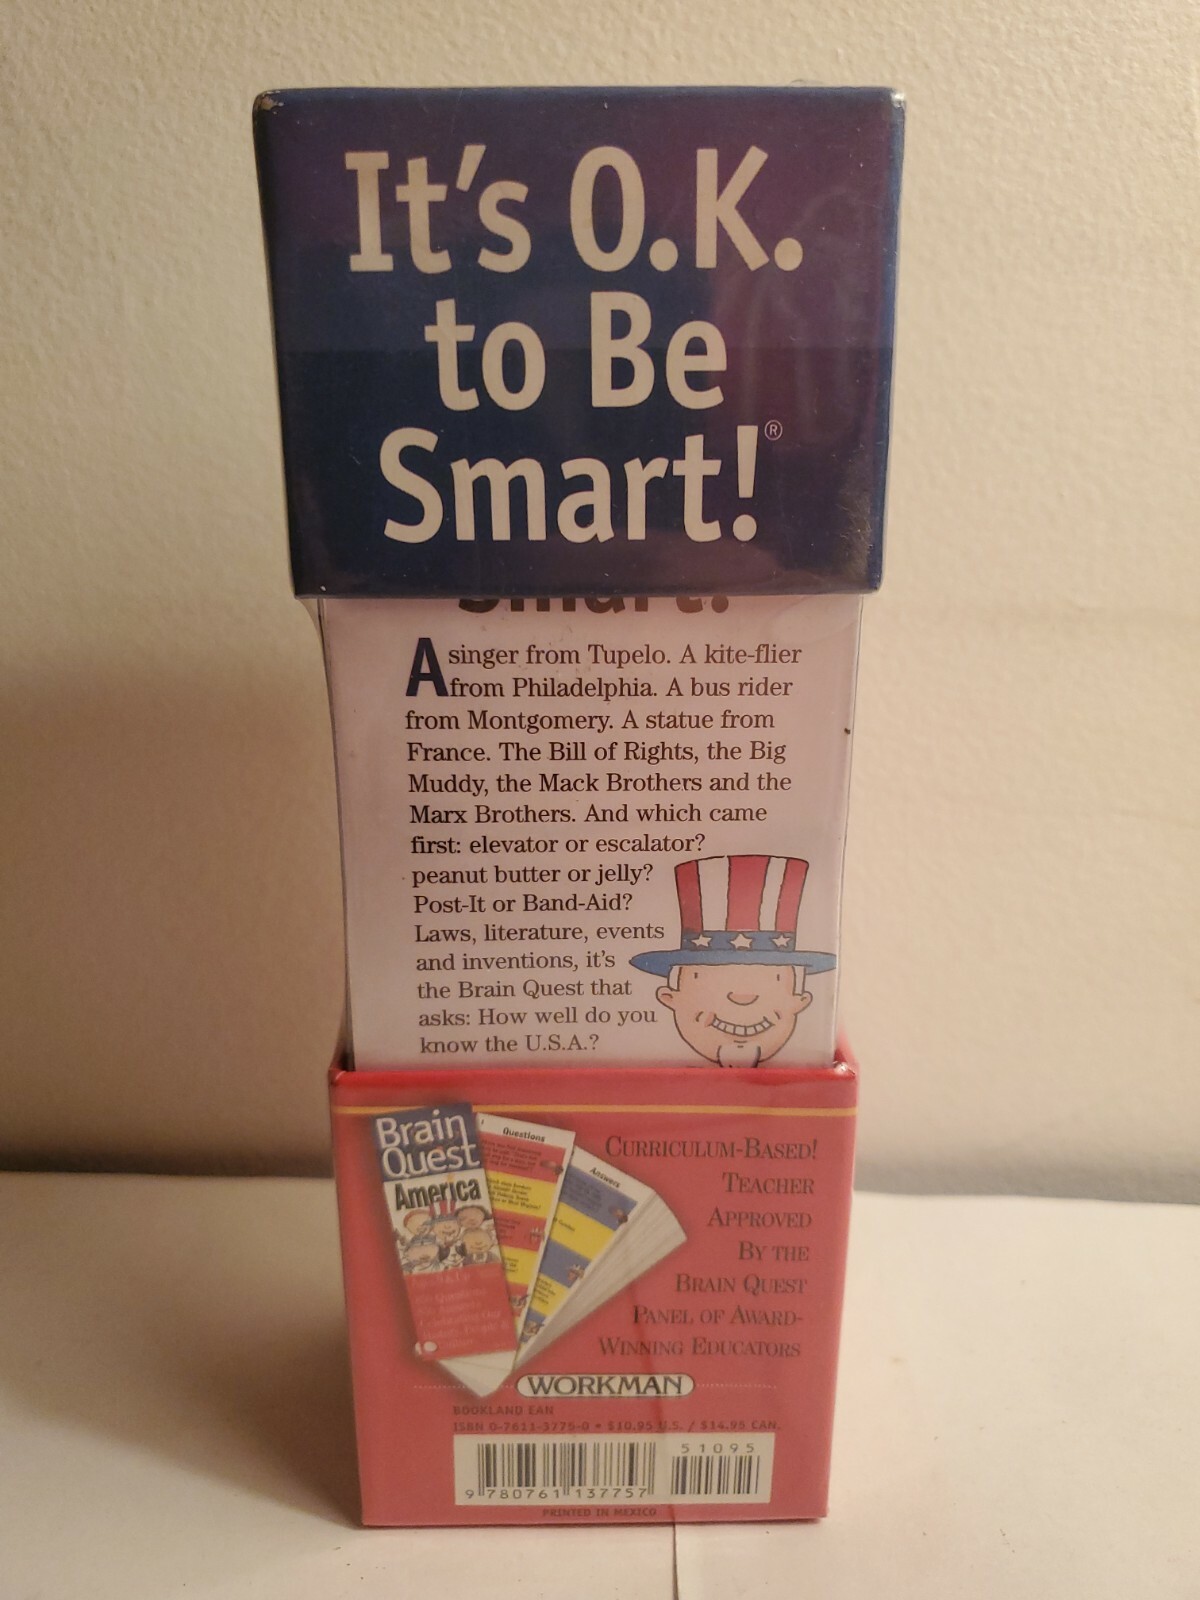 It's O.K.
to Be
Smart!®
Smart!
A singer from Tupelo. A kite-flier
from Philadelphia. A bus rider
from Montgomery. A statue from
France. The Bill of Rights, the Big
Muddy, the Mack Brothers and the
Marx Brothers. And which came
first: elevator or escalator?
peanut butter or jelly?
Post-It or Band-Aid?
Laws, literature, events
and inventions, it's
the Brain Quest that
asks: How well do you
know the U.S.A.?
Brain
Quest
America
Questions
Answers
CURRICULUM-BASED!
TEACHER
APPROVED
BY THE
BRAIN QUEST
PANEL OF AWARD-
WINNING EDUCATORS
WORKMAN
BOOKLAND EAN
ISBN 0-7611-3775-0 • $10.95 U.S. / $14.95 CAN.
51095
9 780761 137757
PRINTED IN MEXICO